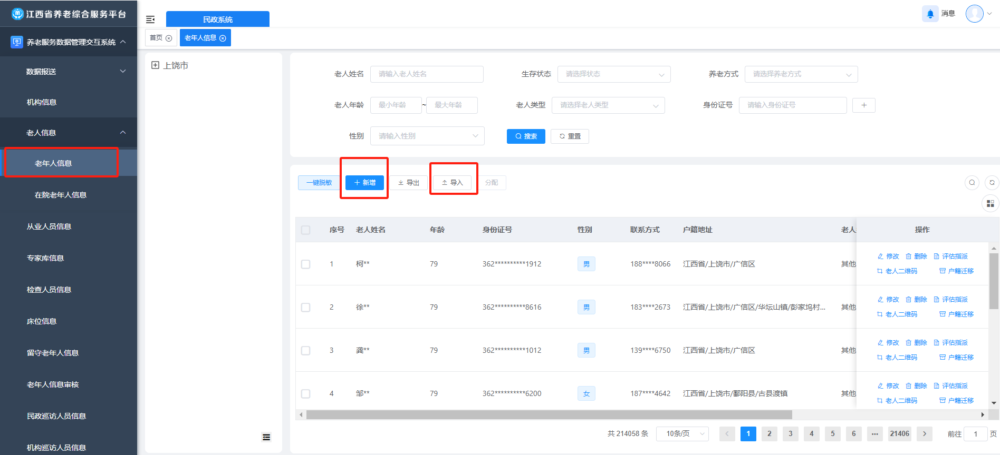 江西省养老综合服务平台
民政系统
消息
养老服务数据管理交互系统
首页
老年人信息
数据报送
机构信息
老人信息
老年人信息
在院老年人信息
从业人员信息
专家库信息
检查人员信息
床位信息
留守老年人信息
老年人信息审核
民政巡访人员信息
机构巡访人员信息
上饶市
老人姓名 请输入老人姓名 生存状态 请选择状态 养老方式 请选择养老方式
老人年龄 最小年龄 ~ 最大年龄 老人类型 请选择老人类型 身份证号 请输入身份证号
性别 请输入性别 搜索 重置
一键脱敏 新增 导出 导入 分配
序号 老人姓名 年龄 身份证号 性别 联系方式 户籍地址 老人 操作
1 柯** 79 362**********1912 男 188****8066 江西省/上饶市/广信区 其他 修改 删除 评估指派
老人二维码 户籍迁移
2 徐** 79 362**********8616 男 183****2673 江西省/上饶市/广信区/华坛山镇/彭家坞村... 其他 修改 删除 评估指派
老人二维码 户籍迁移
3 龚** 79 362**********1012 男 139****6750 江西省/上饶市/广信区 其他 修改 删除 评估指派
老人二维码 户籍迁移
4 邹** 79 362**********6200 女 187****4642 江西省/上饶市/鄱阳县/古县渡镇 其他 修改 删除 评估指派
老人二维码 户籍迁移
共 214058 条 10条/页 1 2 3 4 5 6 ... 21406 前往 1 页